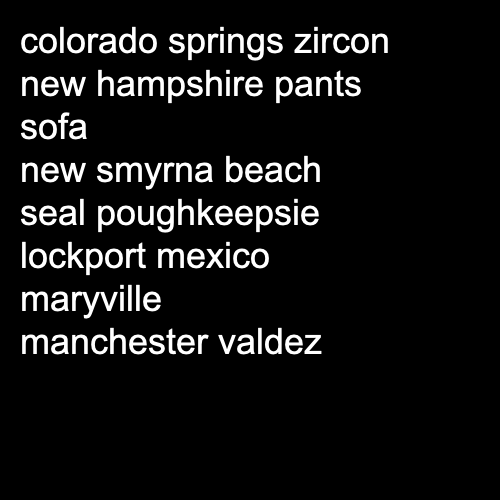 colorado springs zircon
new hampshire pants
sofa
new smyrna beach
seal poughkeepsie
lockport mexico
maryville
manchester valdez